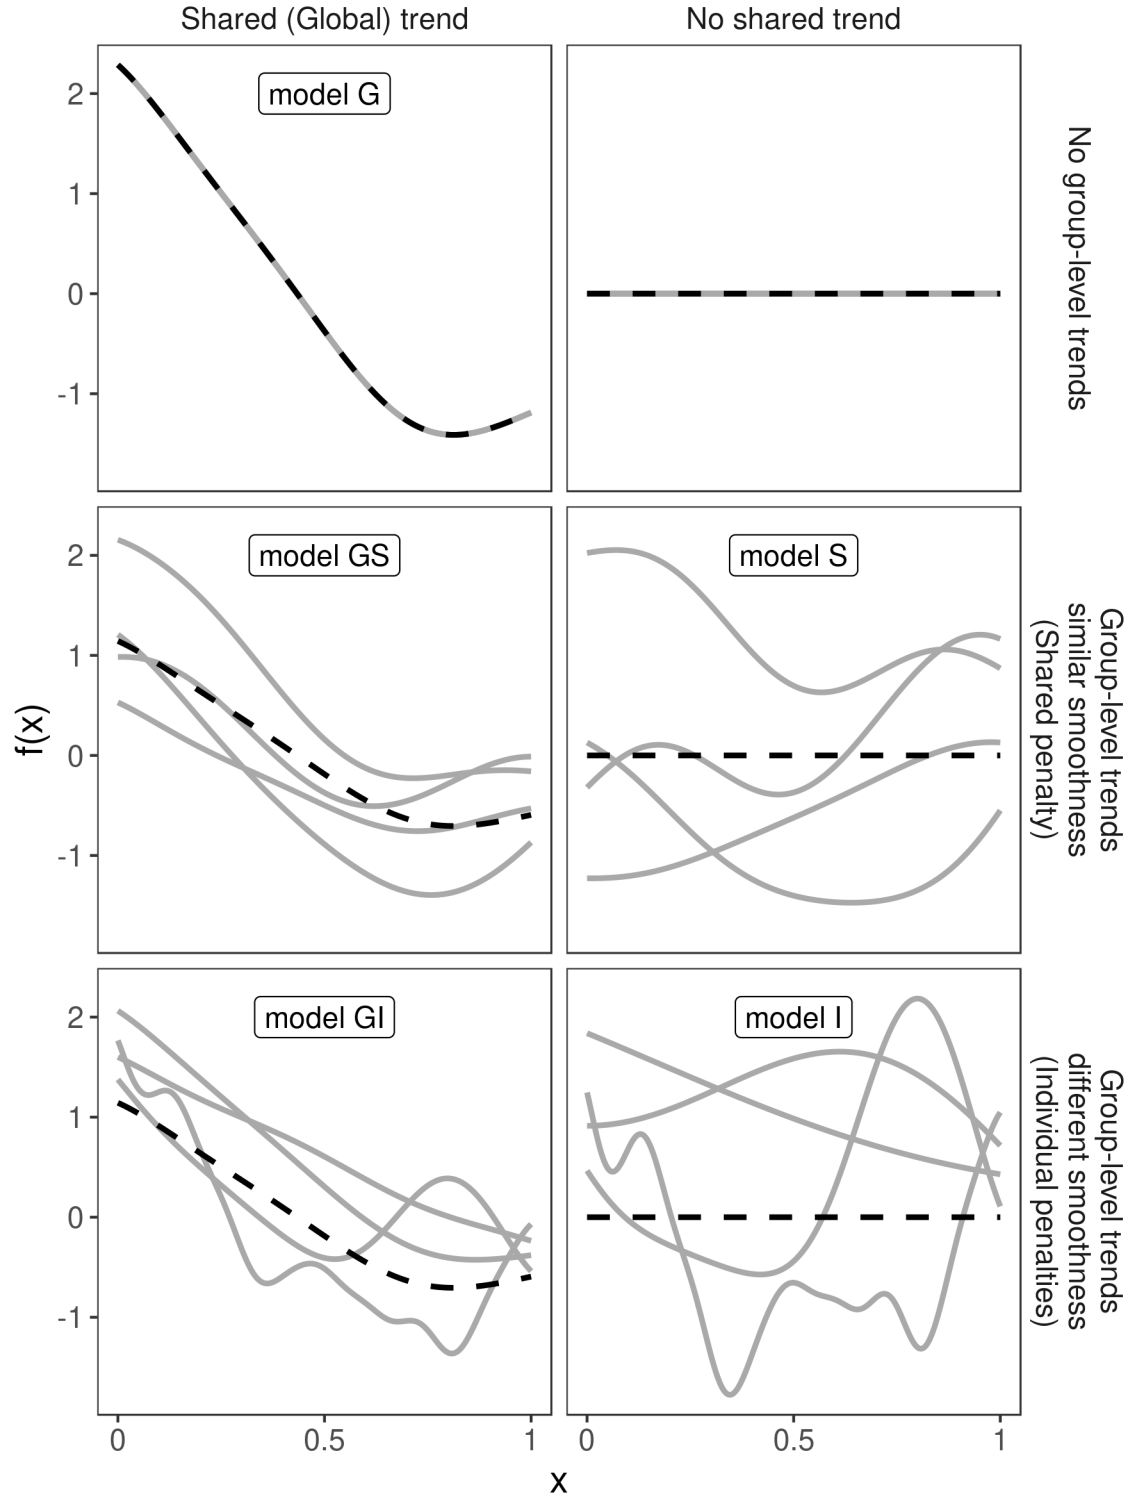 Shared (Global) trend
No shared trend
model G
2
1
0
-1
No group-level trends
model GS
model S
2
1
0
-1
f(x)
Group-level trends
similar smoothness
(Shared penalty)
model GI
model I
2
1
0
-1
Group-level trends
different smoothness
(Individual penalties)
0
0.5
1
0
0.5
1
x